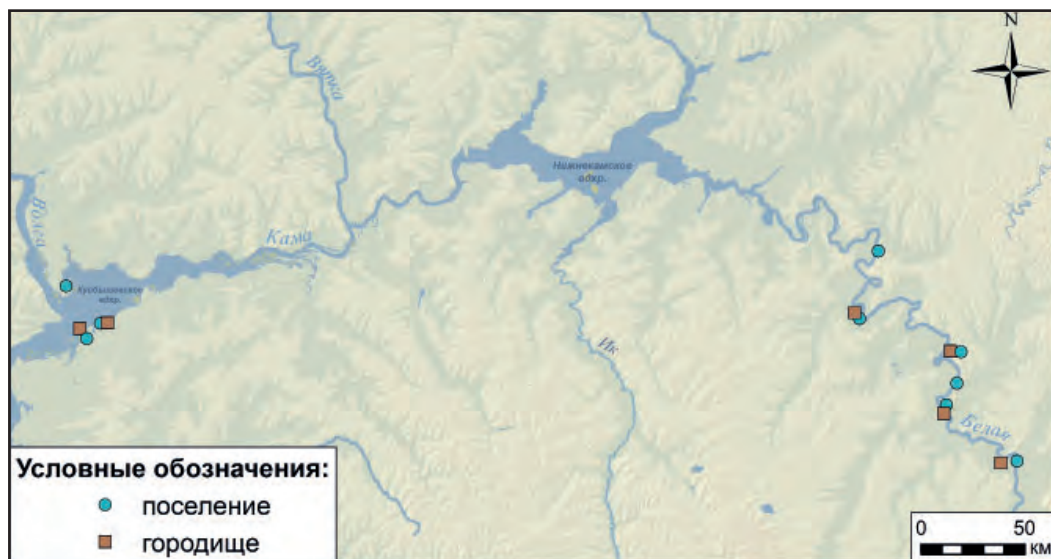 N
Вятка
Нижнекамское
вдхр.
Волга
Кама
Куйбышевское
вдхр.
Ик
Белая
Условные обозначения:
поселение
городище
0 50
КМ